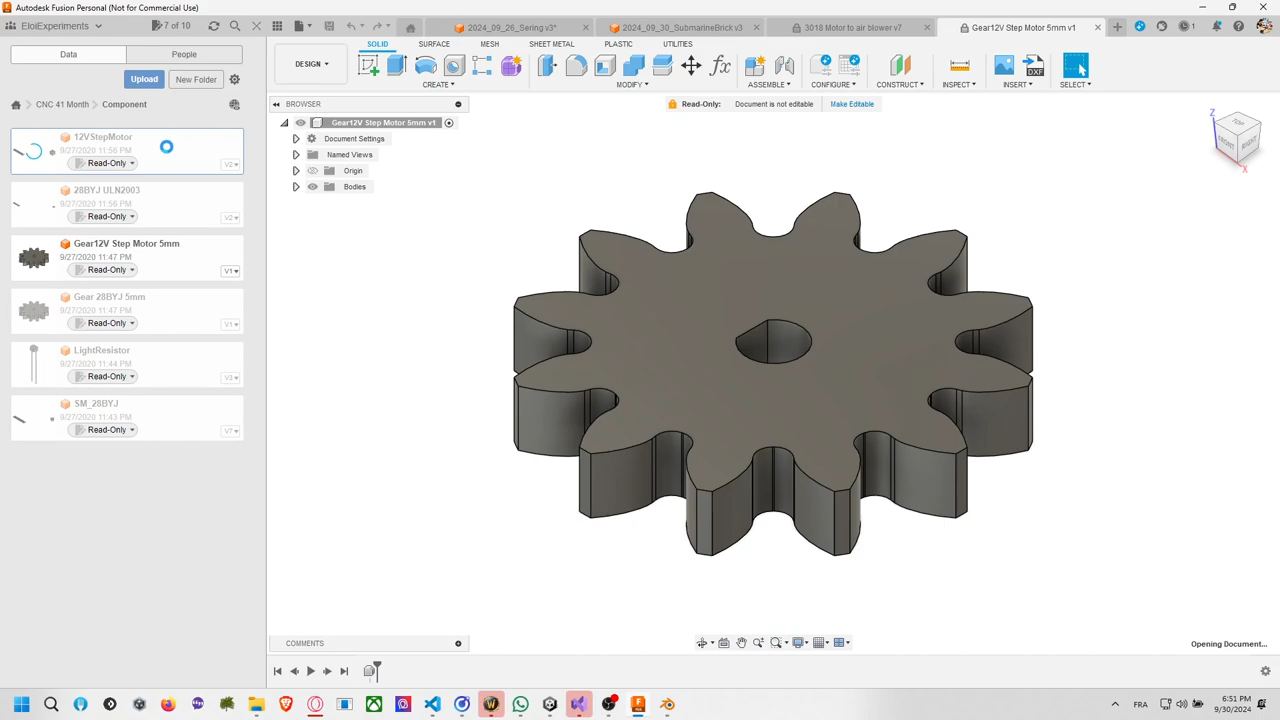 Autodesk Fusion Personal (Not for Commercial Use)
EloiExperiments
7 of 10
2024_09_26_Sering v3
2024_09_30_SubmarineBrick v3
3018 Motor to air blower v7
Gear12V Step Motor 5mm v1
1
Data
People
Upload
New Folder
CNC 41 Month
Component
DESIGN
SOLID
SURFACE
MESH
SHEET METAL
PLASTIC
UTILITIES
CREATE
MODIFY
ASSEMBLE
CONFIGURE
CONSTRUCT
INSPECT
INSERT
SELECT
DXF
BROWSER
Read-Only:
Document is not editable
Make Editable
Gear12V Step Motor 5mm v1
Document Settings
Named Views
Origin
Bodies
12VStepMotor
9/27/2020 11:56 PM
Read-Only
V2
28BYJ ULN2003
9/27/2020 11:56 PM
Read-Only
V2
Gear12V Step Motor 5mm
9/27/2020 11:47 PM
Read-Only
V1
Gear 28BYJ 5mm
9/27/2020 11:47 PM
Read-Only
V1
LightResistor
9/27/2020 11:44 PM
Read-Only
V3
SM_28BYJ
9/27/2020 11:43 PM
Read-Only
V7
Z
TOP
FRONT
RIGHT
X
COMMENTS
Opening Document...
FRA
6:51 PM
9/30/2024